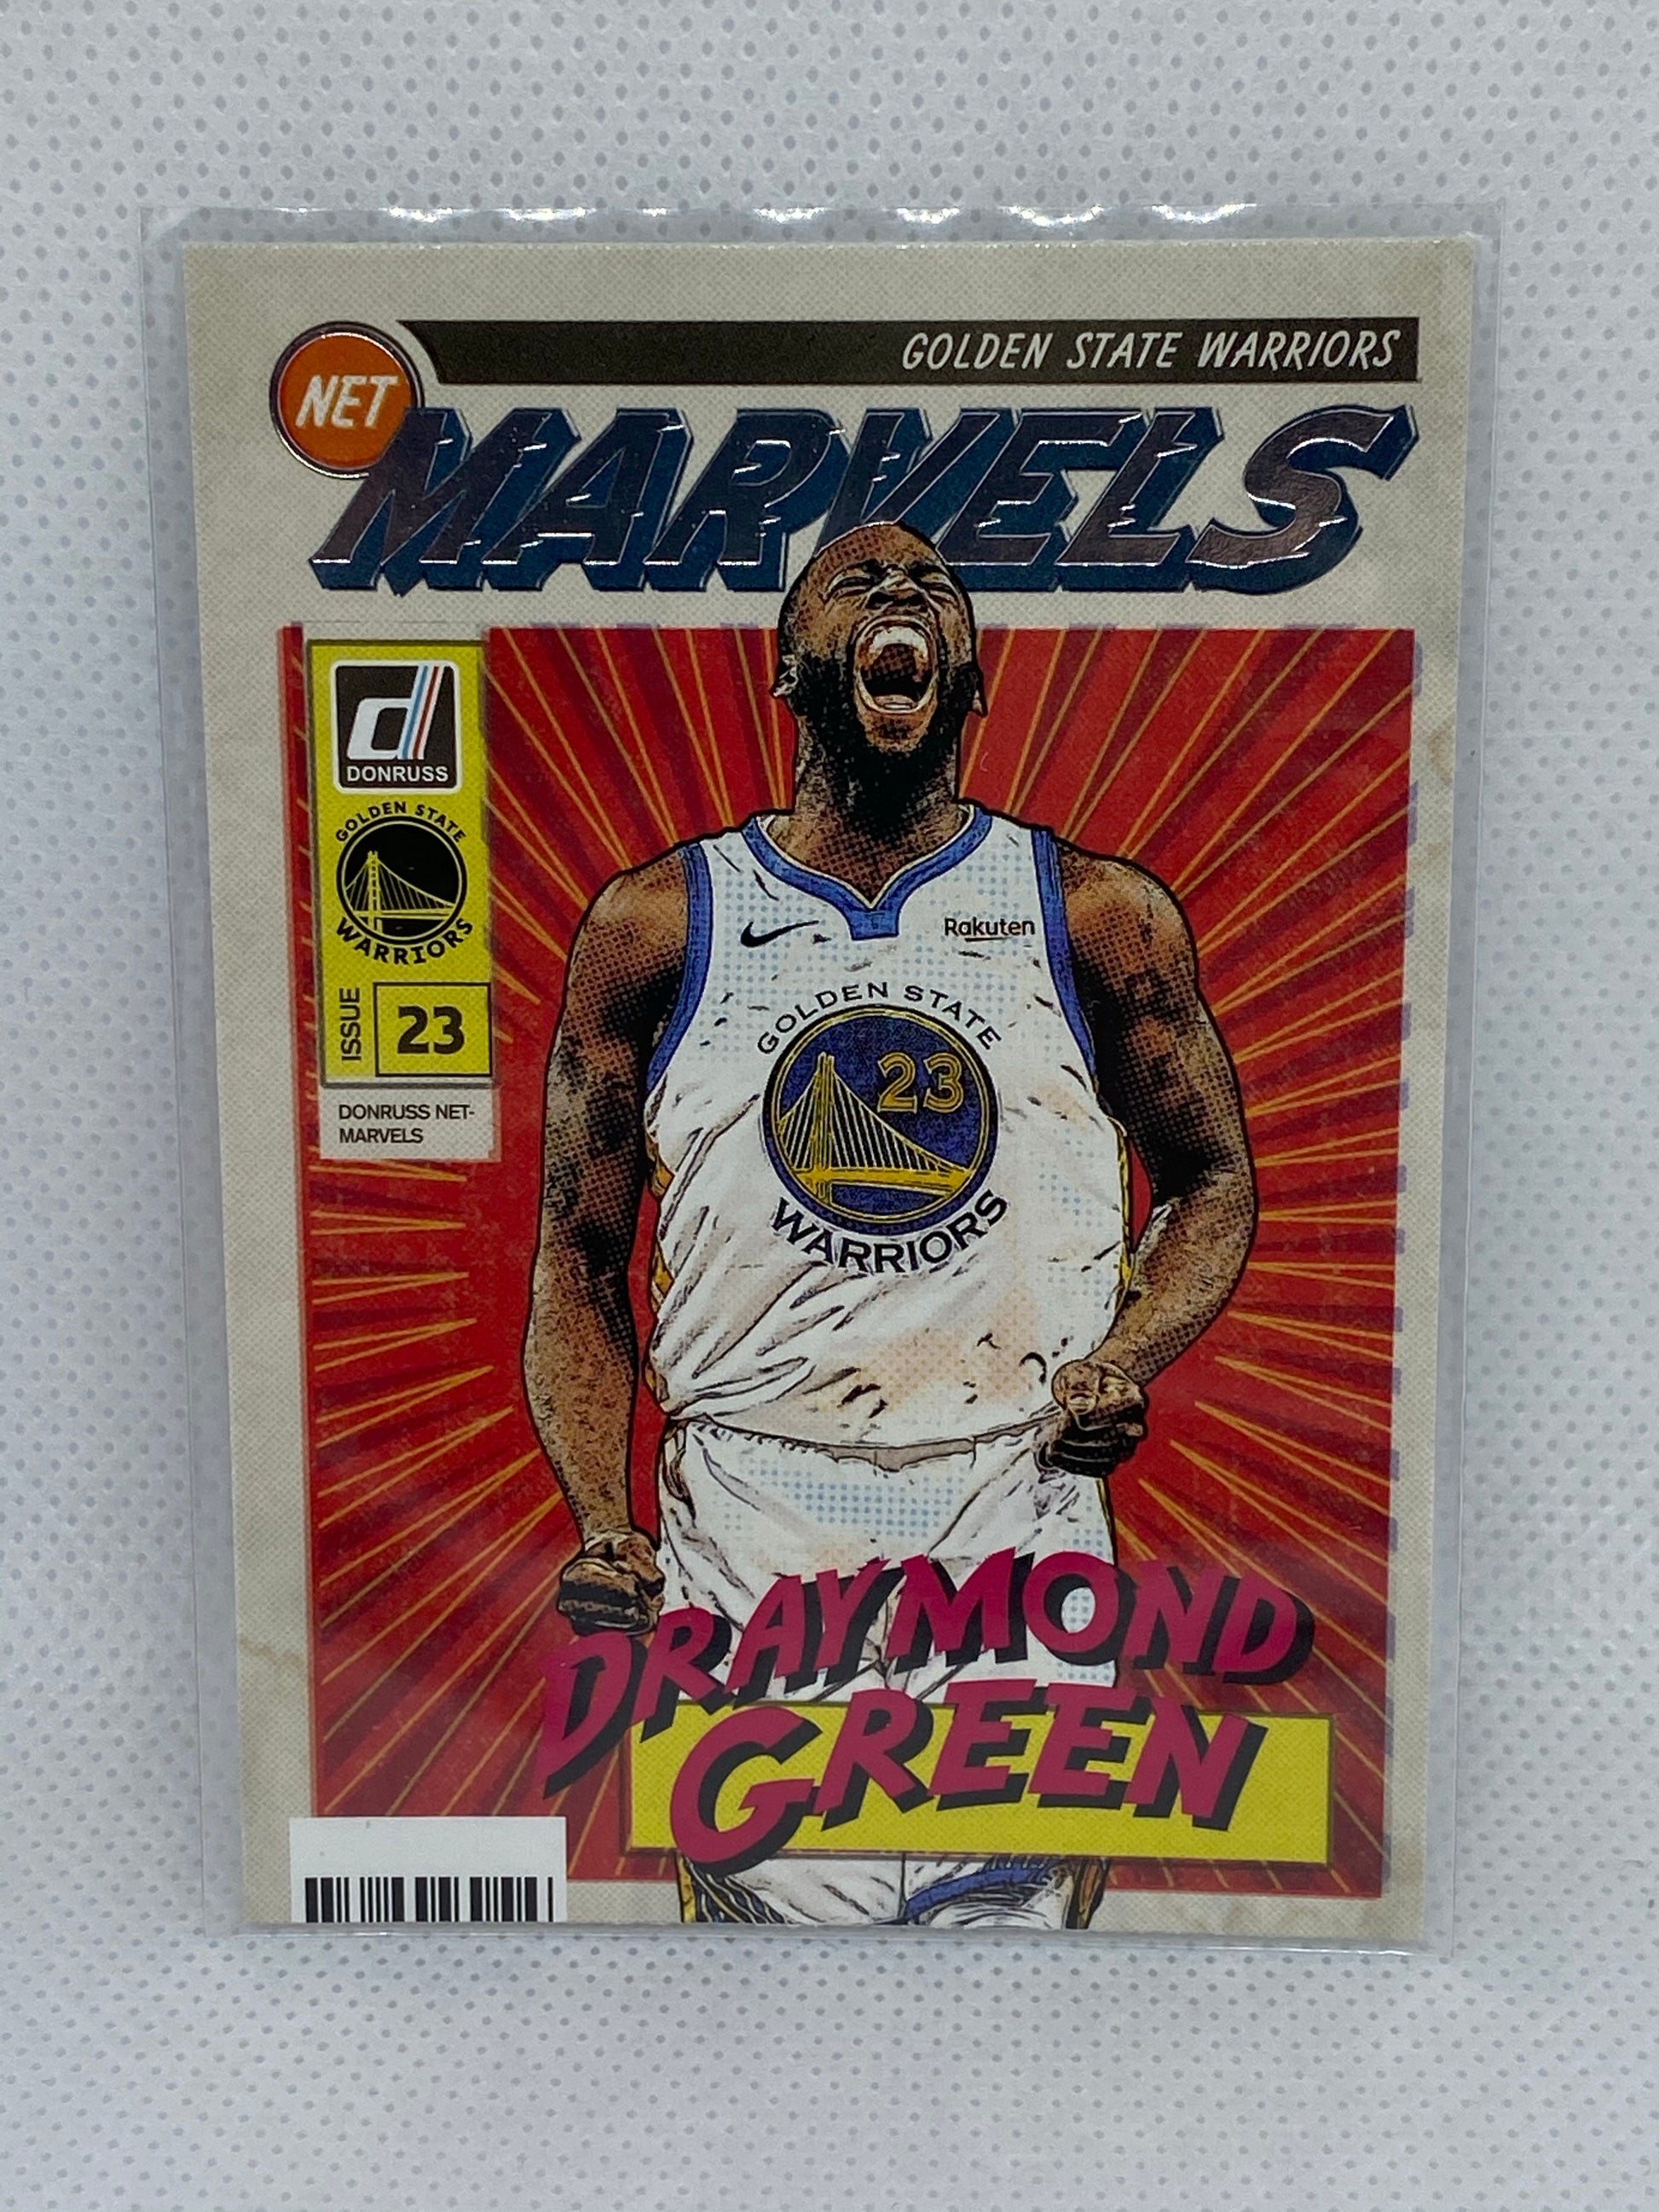 GOLDEN STATE WARRIORS
NET
MARVELS
d
DONRUSS
GOLDEN STATE
WARRIORS
ISSUE 23
DONRUSS NET-
MARVELS
Rakuten
GOLDEN STATE
23
WARRIORS
DRAYMOND
GREEN